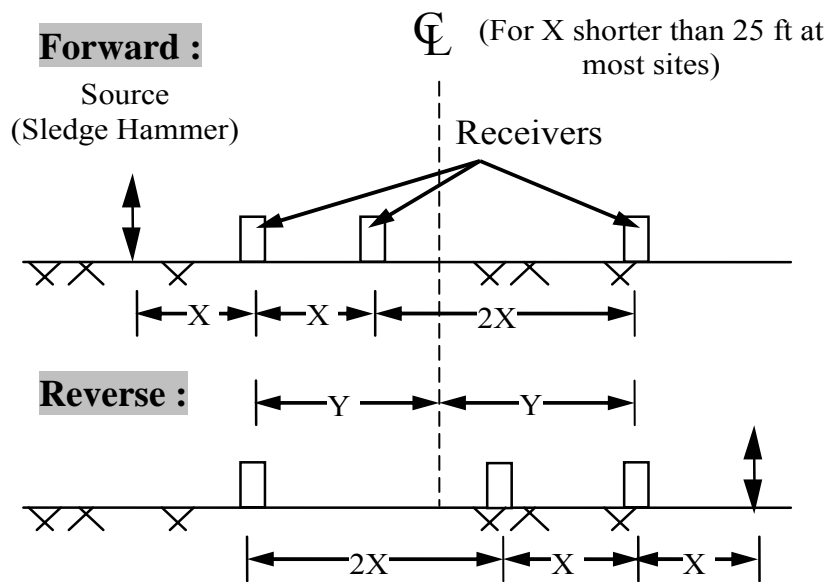 Forward :
℄ (For X shorter than 25 ft at
most sites)
Source
(Sledge Hammer)
Receivers
X X 2X
Reverse :
Y Y
2X X X